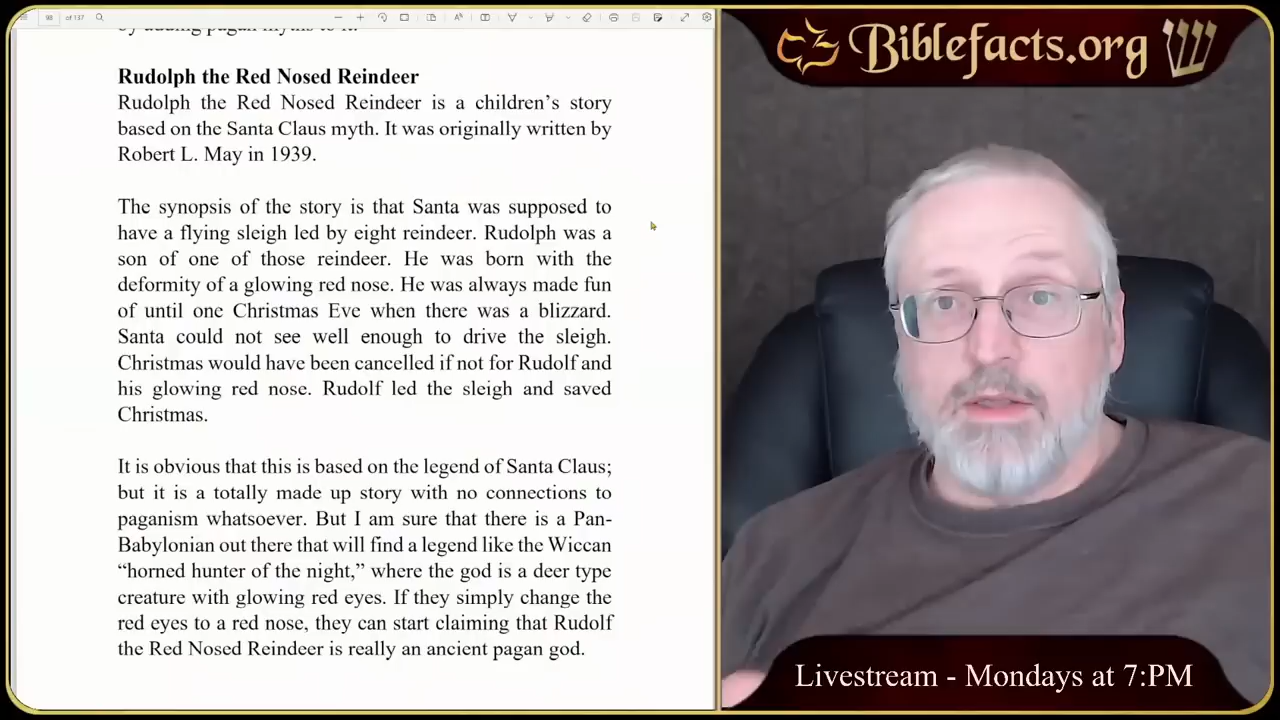 98 of 137
by adding pagan myths to it.
Rudolph the Red Nosed Reindeer
Rudolph the Red Nosed Reindeer is a children's story
based on the Santa Claus myth. It was originally written by
Robert L. May in 1939.
The synopsis of the story is that Santa was supposed to
have a flying sleigh led by eight reindeer. Rudolph was a
son of one of those reindeer. He was born with the
deformity of a glowing red nose. He was always made fun
of until one Christmas Eve when there was a blizzard.
Santa could not see well enough to drive the sleigh.
Christmas would have been cancelled if not for Rudolf and
his glowing red nose. Rudolf led the sleigh and saved
Christmas.
It is obvious that this is based on the legend of Santa Claus;
but it is a totally made up story with no connections to
paganism whatsoever. But I am sure that there is a Pan-
Babylonian out there that will find a legend like the Wiccan
“horned hunter of the night,” where the god is a deer type
creature with glowing red eyes. If they simply change the
red eyes to a red nose, they can start claiming that Rudolf
the Red Nosed Reindeer is really an ancient pagan god.
Biblefacts.org
Livestream - Mondays at 7:PM